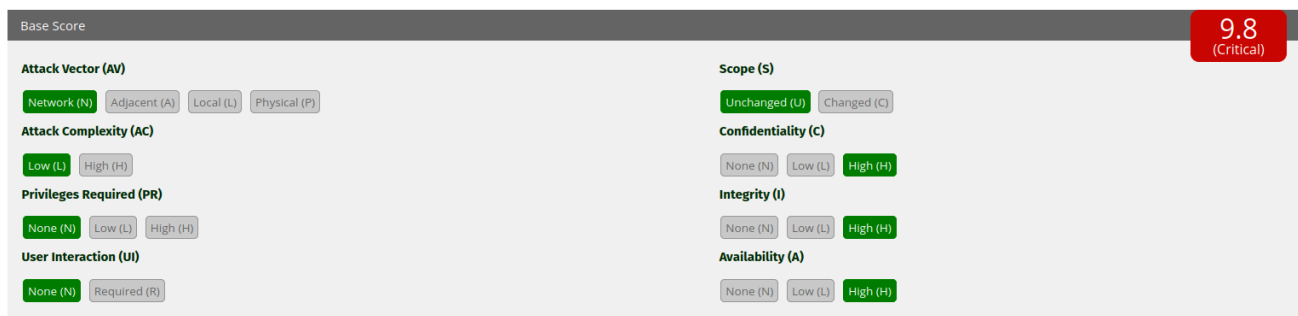 Base Score
9.8
(Critical)
Attack Vector (AV)
Network (N) Adjacent (A) Local (L) Physical (P)
Attack Complexity (AC)
Low (L) High (H)
Privileges Required (PR)
None (N) Low (L) High (H)
User Interaction (UI)
None (N) Required (R)
Scope (S)
Unchanged (U) Changed (C)
Confidentiality (C)
None (N) Low (L) High (H)
Integrity (I)
None (N) Low (L) High (H)
Availability (A)
None (N) Low (L) High (H)